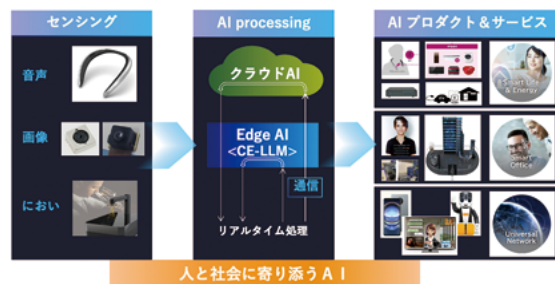 センシング
音声
画像
におい
AI processing
クラウドAI
Edge AI
<CE-LLM>
通信
リアルタイム処理
AI プロダクト＆サービス
Smart Life
& Energy
Smart
Office
Universal
Network
人と社会に寄り添うＡＩ